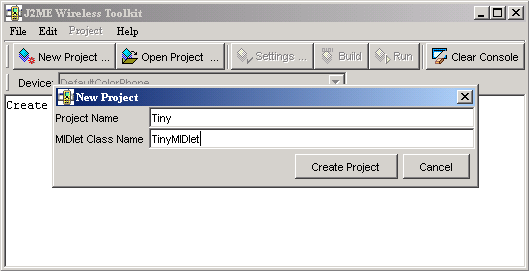 J2ME Wireless Toolkit
File Edit Project Help
New Project ... Open Project ... Settings ... Build Run Clear Console
Device: DefaultColorPhone
Create
New Project
Project Name Tiny
MIDlet Class Name TinyMIDlet
Create Project Cancel